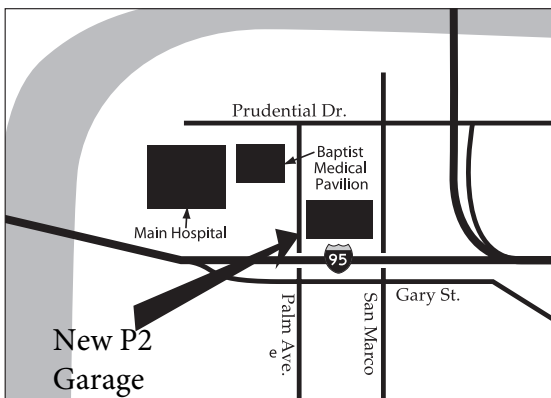 Prudential Dr.
Baptist
Medical
Pavilion
Main Hospital
95
Gary St.
Palm Ave.
e
San Marco
New P2
Garage